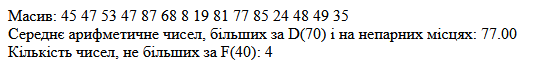 Масив: 45 47 53 47 87 68 8 19 81 77 85 24 48 49 35
Середнє арифметичне чисел, більших за D(70) і на непарних місцях: 77.00
Кількість чисел, не більших за F(40): 4